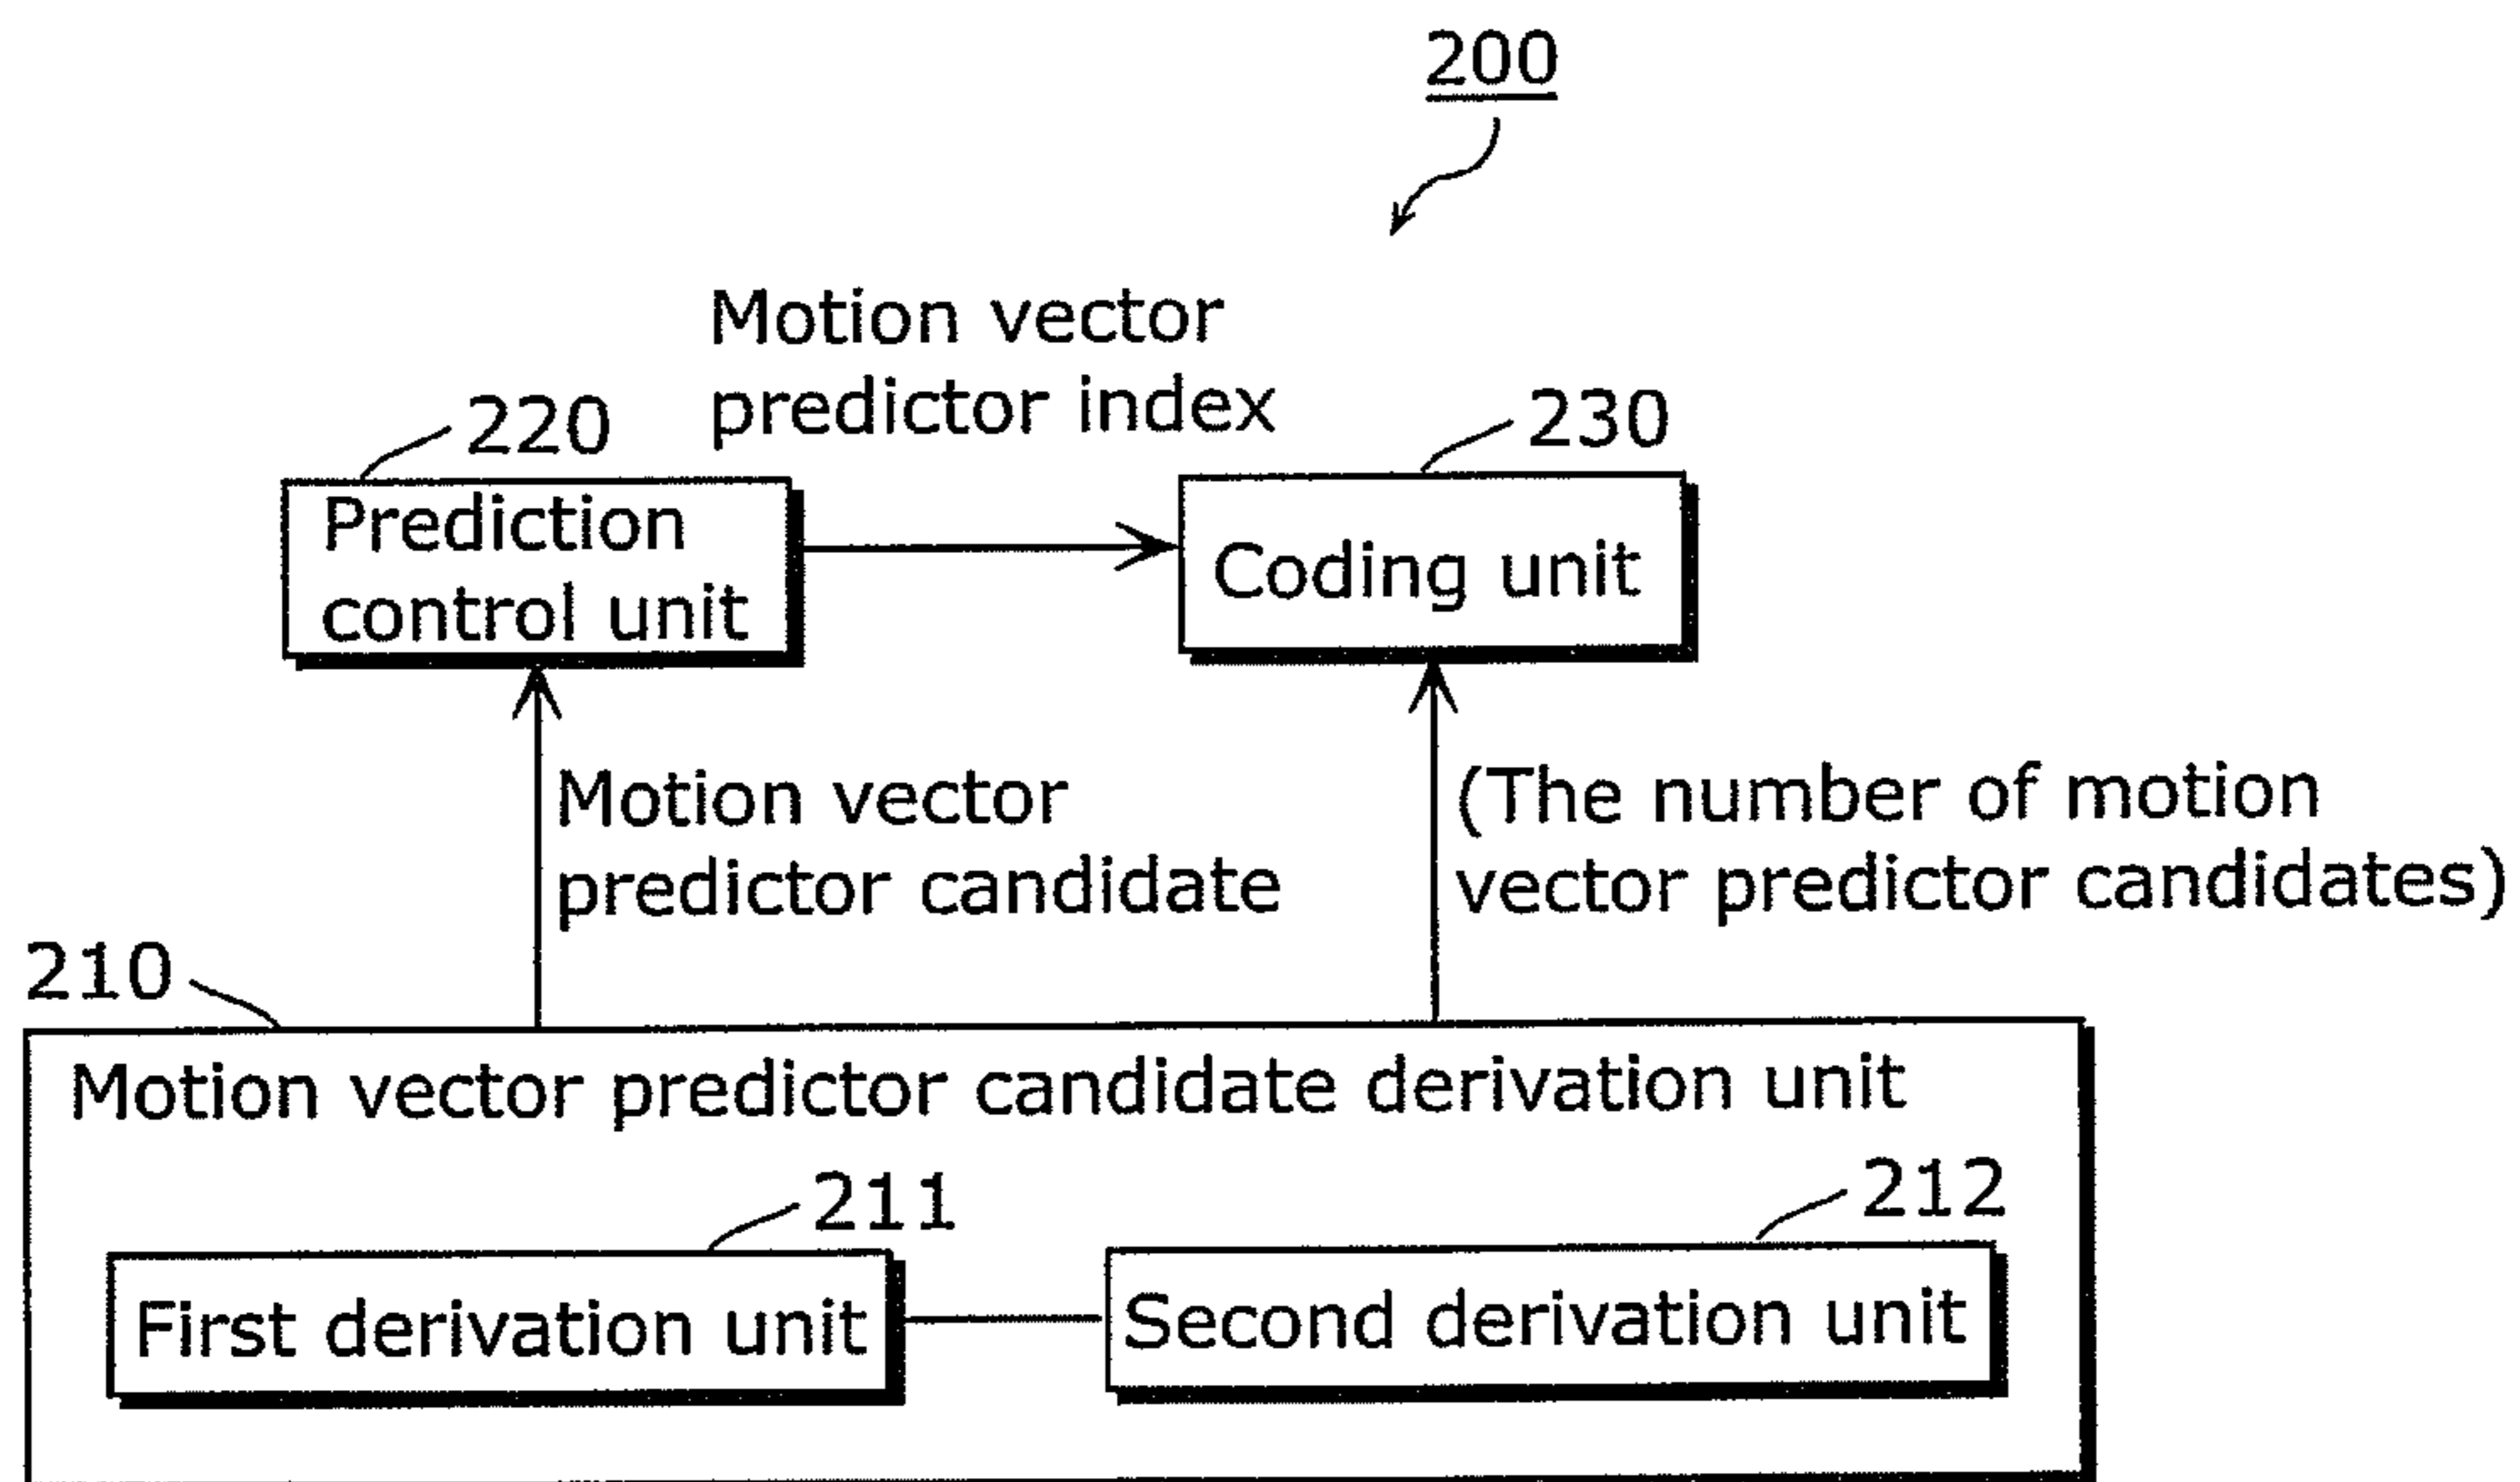 200
Motion vector
predictor index
220
230
Prediction
control unit
Coding unit
Motion vector
predictor candidate
(The number of motion
vector predictor candidates)
210
Motion vector predictor candidate derivation unit
211
212
First derivation unit
Second derivation unit